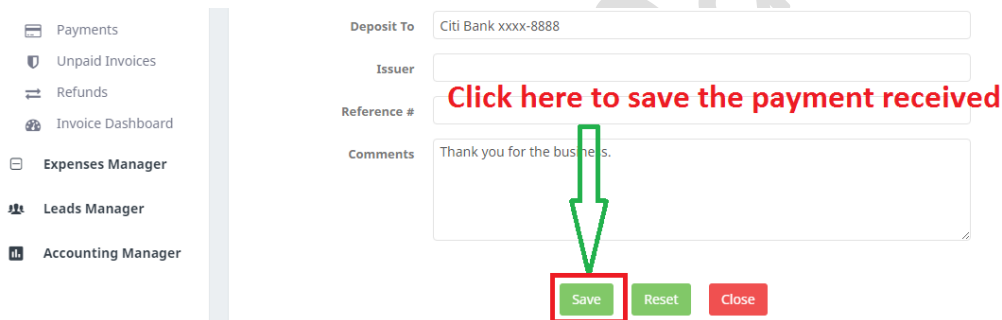 Payments
Unpaid Invoices
Refunds
Invoice Dashboard
Expenses Manager
Leads Manager
Accounting Manager
Deposit To Citi Bank xxxx-8888
Issuer
Click here to save the payment received
Reference #
Comments Thank you for the business.
Save Reset Close